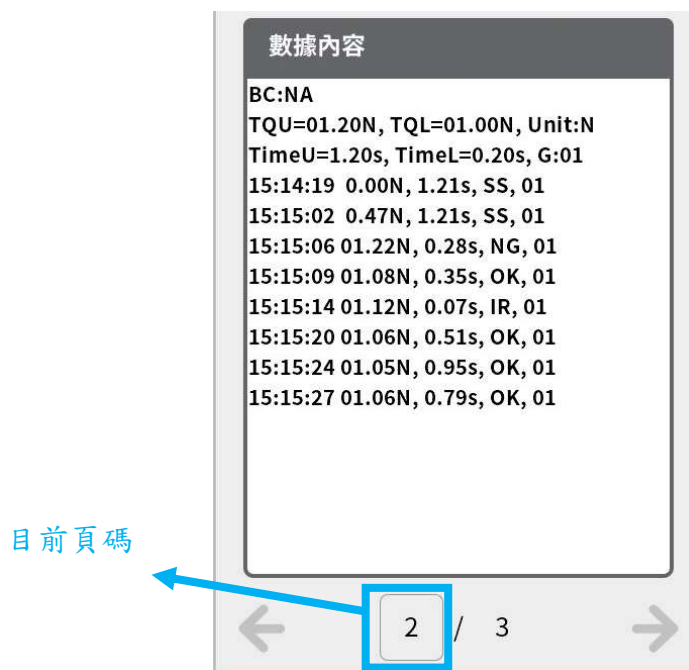 數據內容
BC:NA
TQU=01.20N, TQL=01.00N, Unit:N
TimeU=1.20s, TimeL=0.20s, G:01
15:14:19 0.00N, 1.21s, SS, 01
15:15:02 0.47N, 1.21s, SS, 01
15:15:06 01.22N, 0.28s, NG, 01
15:15:09 01.08N, 0.35s, OK, 01
15:15:14 01.12N, 0.07s, IR, 01
15:15:20 01.06N, 0.51s, OK, 01
15:15:24 01.05N, 0.95s, OK, 01
15:15:27 01.06N, 0.79s, OK, 01
目前頁碼
2 / 3